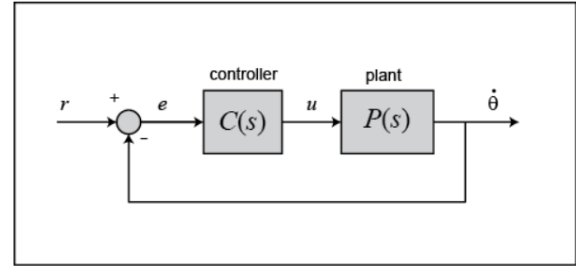 controller plant
r + e C(s) u P(s) θ̇
−